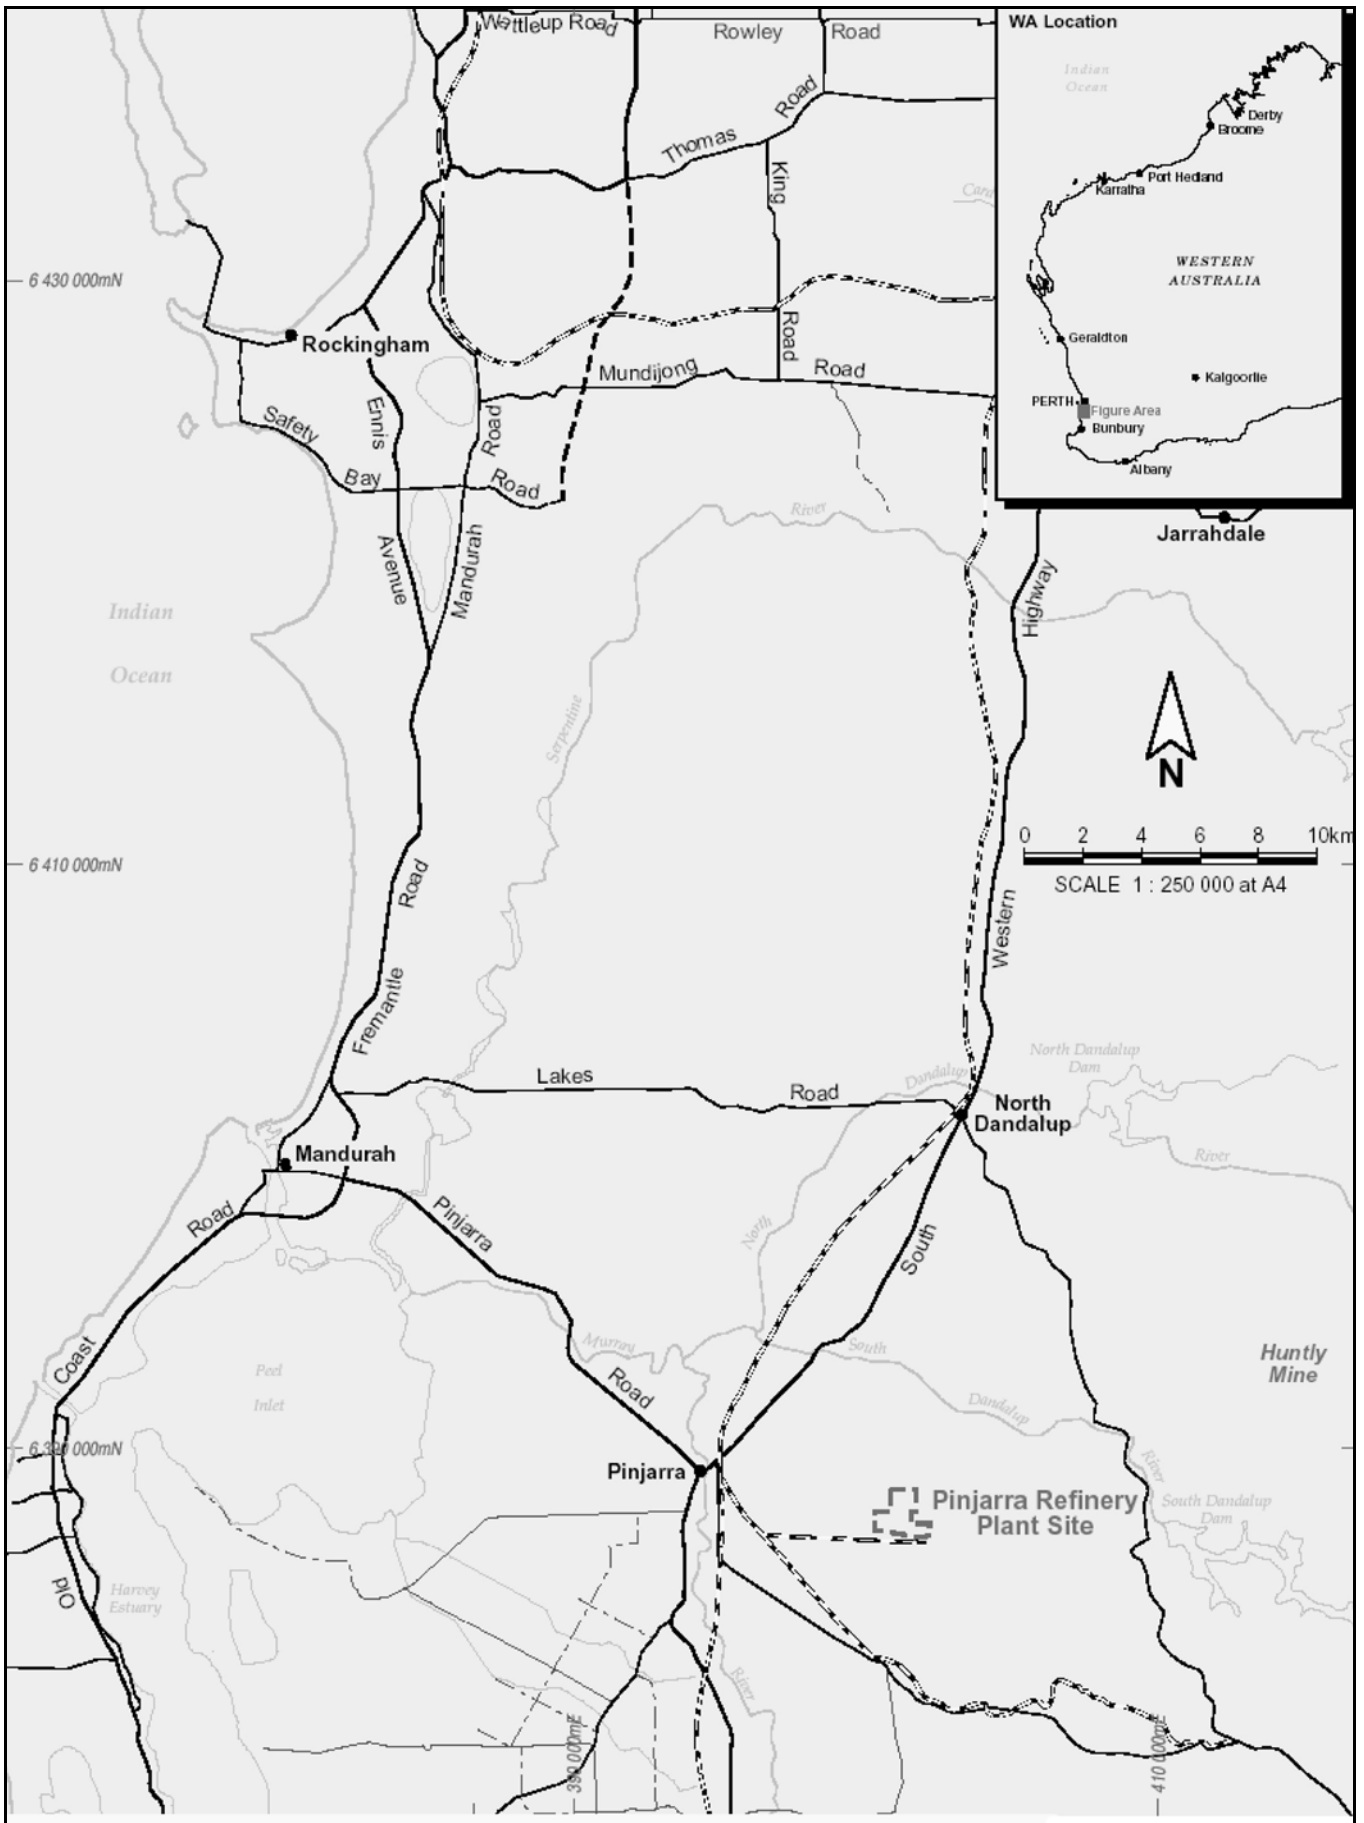 Wattleup Road
Rowley
Road
WA Location
Indian
Ocean
Derby
Broome
Port Hedland
Karratha
WESTERN
AUSTRALIA
Geraldton
Kalgoorlie
PERTH
Figure Area
Bunbury
Albany
Thomas
Road
King
Road
6 430 000mN
Rockingham
Mundijong
Road
Ennis
Avenue
Safety
Bay
Road
Mandurah
Road
River
Serpentine
Jarrahdale
Highway
Indian
Ocean
N
0 2 4 6 8 10km
SCALE 1 : 250 000 at A4
6 410 000mN
Road
Fremantle
Western
Lakes
Road
Dandalup
North Dandalup
Dam
North
Dandalup
River
Mandurah
Road
Pinjarra
North
South
Coast
Murray
South
Dandalup
River
Peel
Inlet
Road
Huntly
Mine
6 390 000mN
Pinjarra
Pinjarra Refinery
Plant Site
South Dandalup
Dam
Old
Harvey
Estuary
River
390 000mE
410 000mE